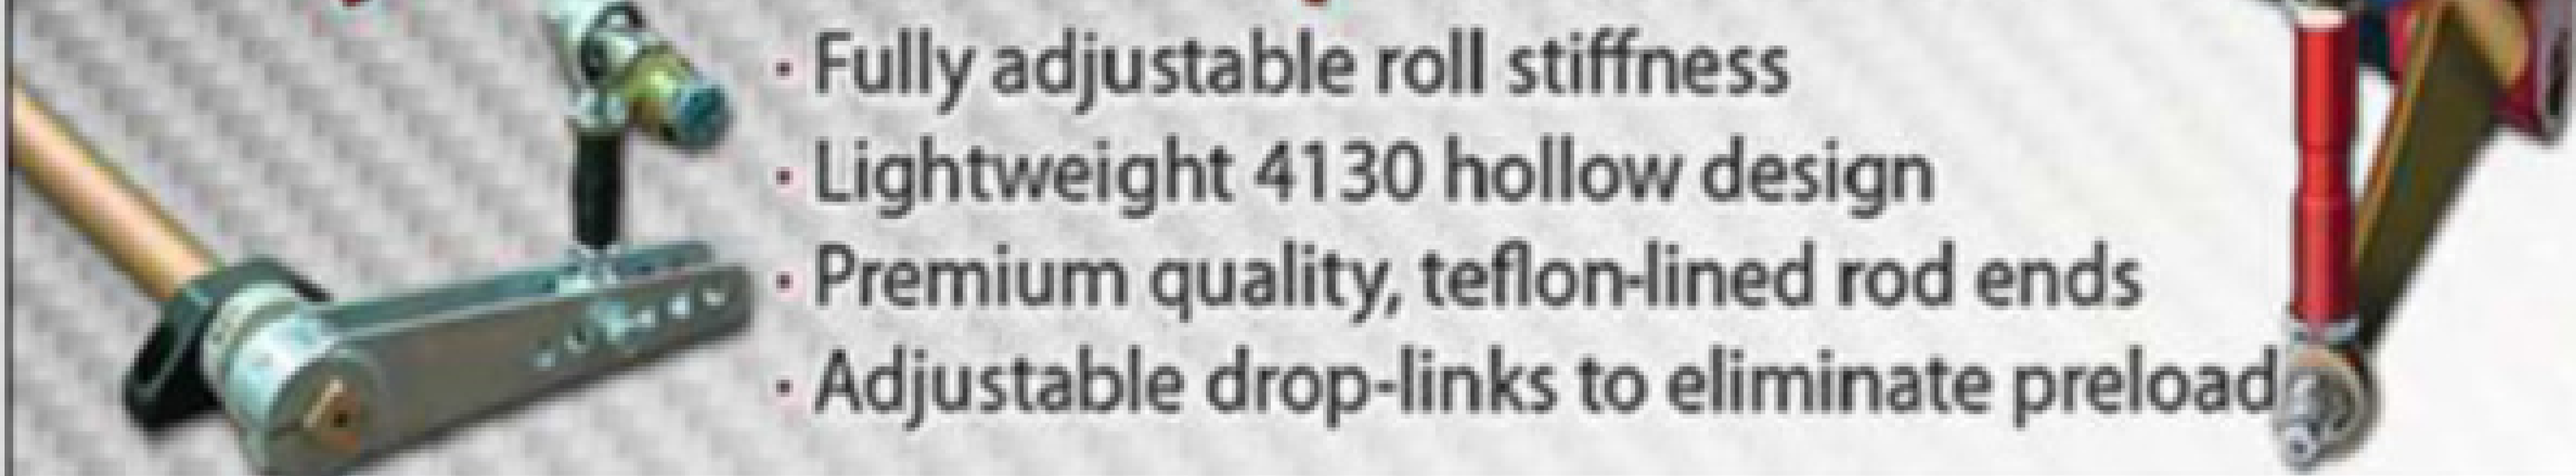 · Fully adjustable roll stiffness
· Lightweight 4130 hollow design
· Premium quality, teflon-lined rod ends
· Adjustable drop-links to eliminate preload